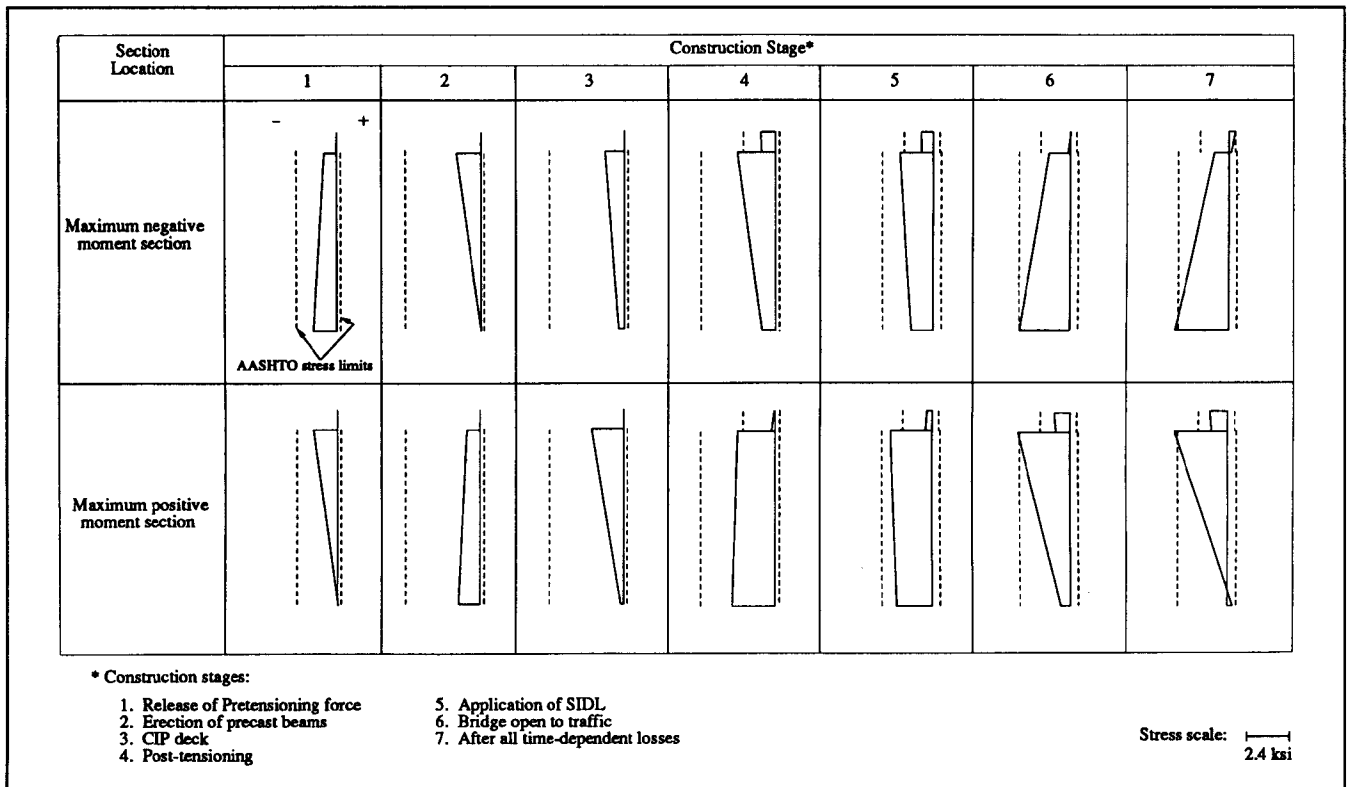 Section
Location
Construction Stage*
1 2 3 4 5 6 7
- +
Maximum negative
moment section
AASHTO stress limits
Maximum positive
moment section
* Construction stages:
1. Release of Pretensioning force
2. Erection of precast beams
3. CIP deck
4. Post-tensioning
5. Application of SIDL
6. Bridge open to traffic
7. After all time-dependent losses
Stress scale:
2.4 ksi